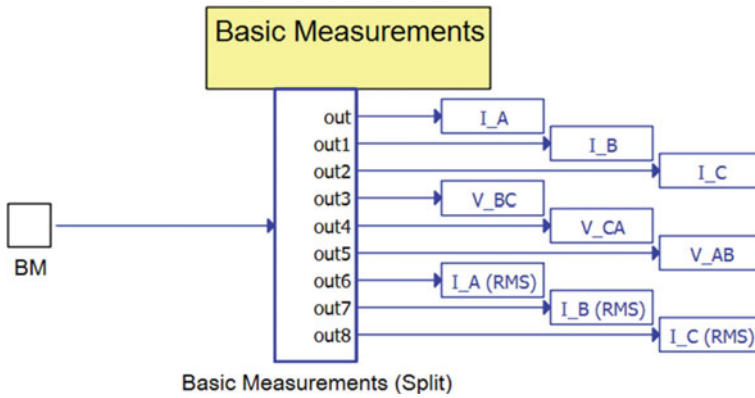 Basic Measurements
out
I_A
out1
I_B
out2
I_C
out3
V_BC
out4
V_CA
out5
V_AB
out6
I_A (RMS)
out7
I_B (RMS)
out8
I_C (RMS)
BM
Basic Measurements (Split)